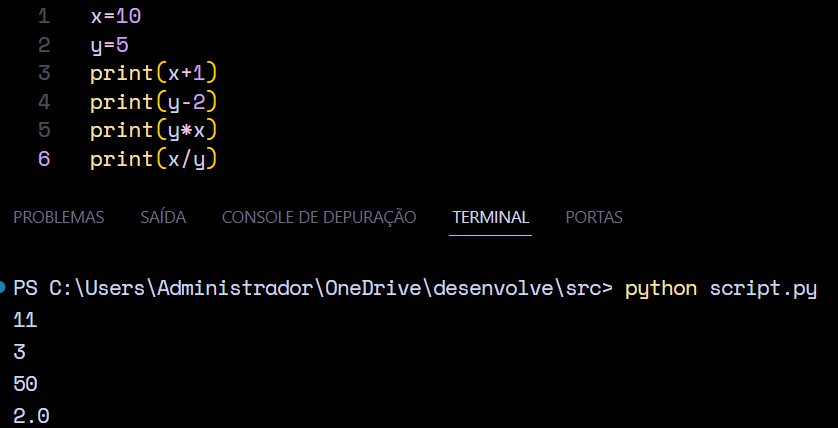 1 x=10
2 y=5
3 print(x+1)
4 print(y-2)
5 print(y*x)
6 print(x/y)
PROBLEMAS SAÍDA CONSOLE DE DEPURAÇÃO TERMINAL PORTAS
PS C:\Users\Administrador\OneDrive\desenvolve\src> python script.py
11
3
50
2.0